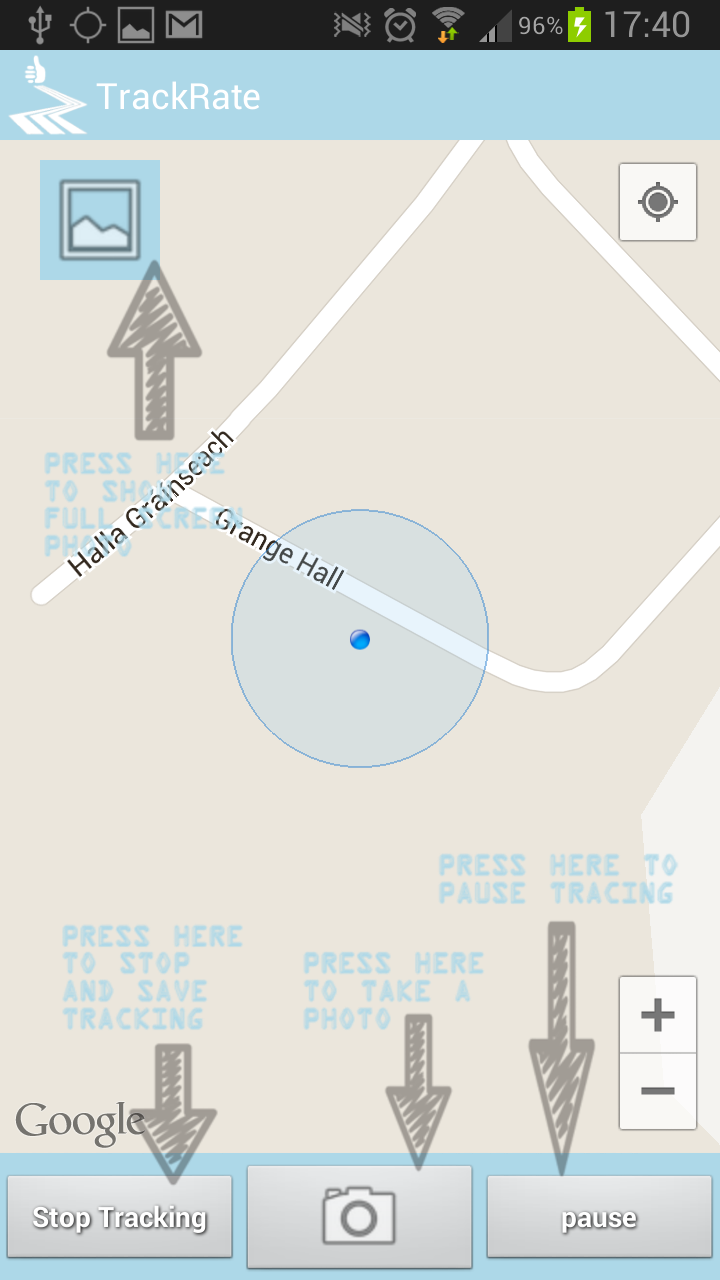 96% 17:40
TrackRate
PRESS HERE
TO SHOW
FULL SCREEN
PHOTO
Halla Grainseach
Grange Hall
PRESS HERE TO
PAUSE TRACING
PRESS HERE
TO STOP
AND SAVE
TRACKING
PRESS HERE
TO TAKE A
PHOTO
Google
Stop Tracking
pause